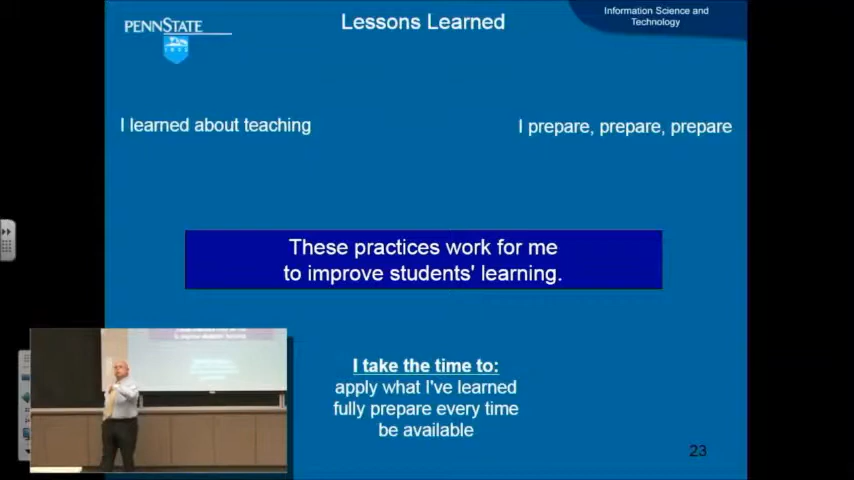 PENNSTATE
1855
Lessons Learned
Information Science and
Technology
I learned about teaching
I prepare, prepare, prepare
These practices work for me
to improve students' learning.
I take the time to:
apply what I've learned
fully prepare every time
be available
23